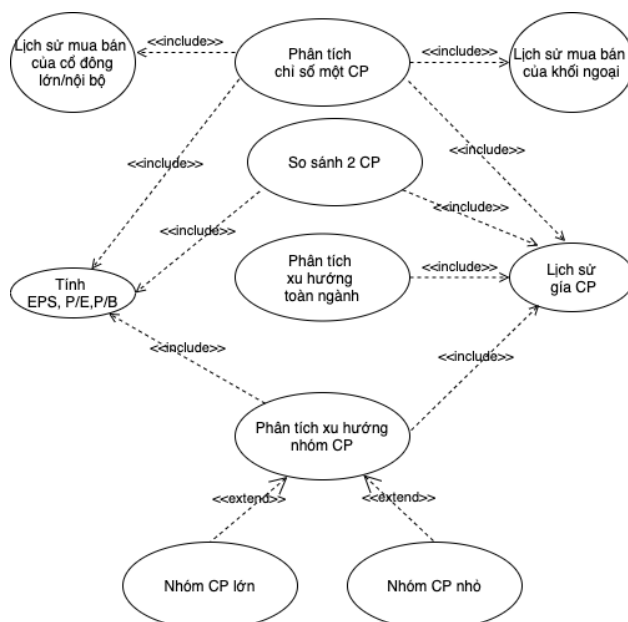 Lịch sử mua bán
của cổ đông
lớn/nội bộ
<<include>>
Phân tích
chỉ số một CP
<<include>>
Lịch sử mua bán
của khối ngoại
<<include>>
So sánh 2 CP
<<include>>
<<include>>
<<include>>
Phân tích
xu hướng
toàn ngành
<<include>>
Tính
EPS, P/E,P/B
Lịch sử
gía CP
<<include>>
<<include>>
Phân tích xu hướng
nhóm CP
<<extend>>
<<extend>>
Nhóm CP lớn
Nhóm CP nhỏ